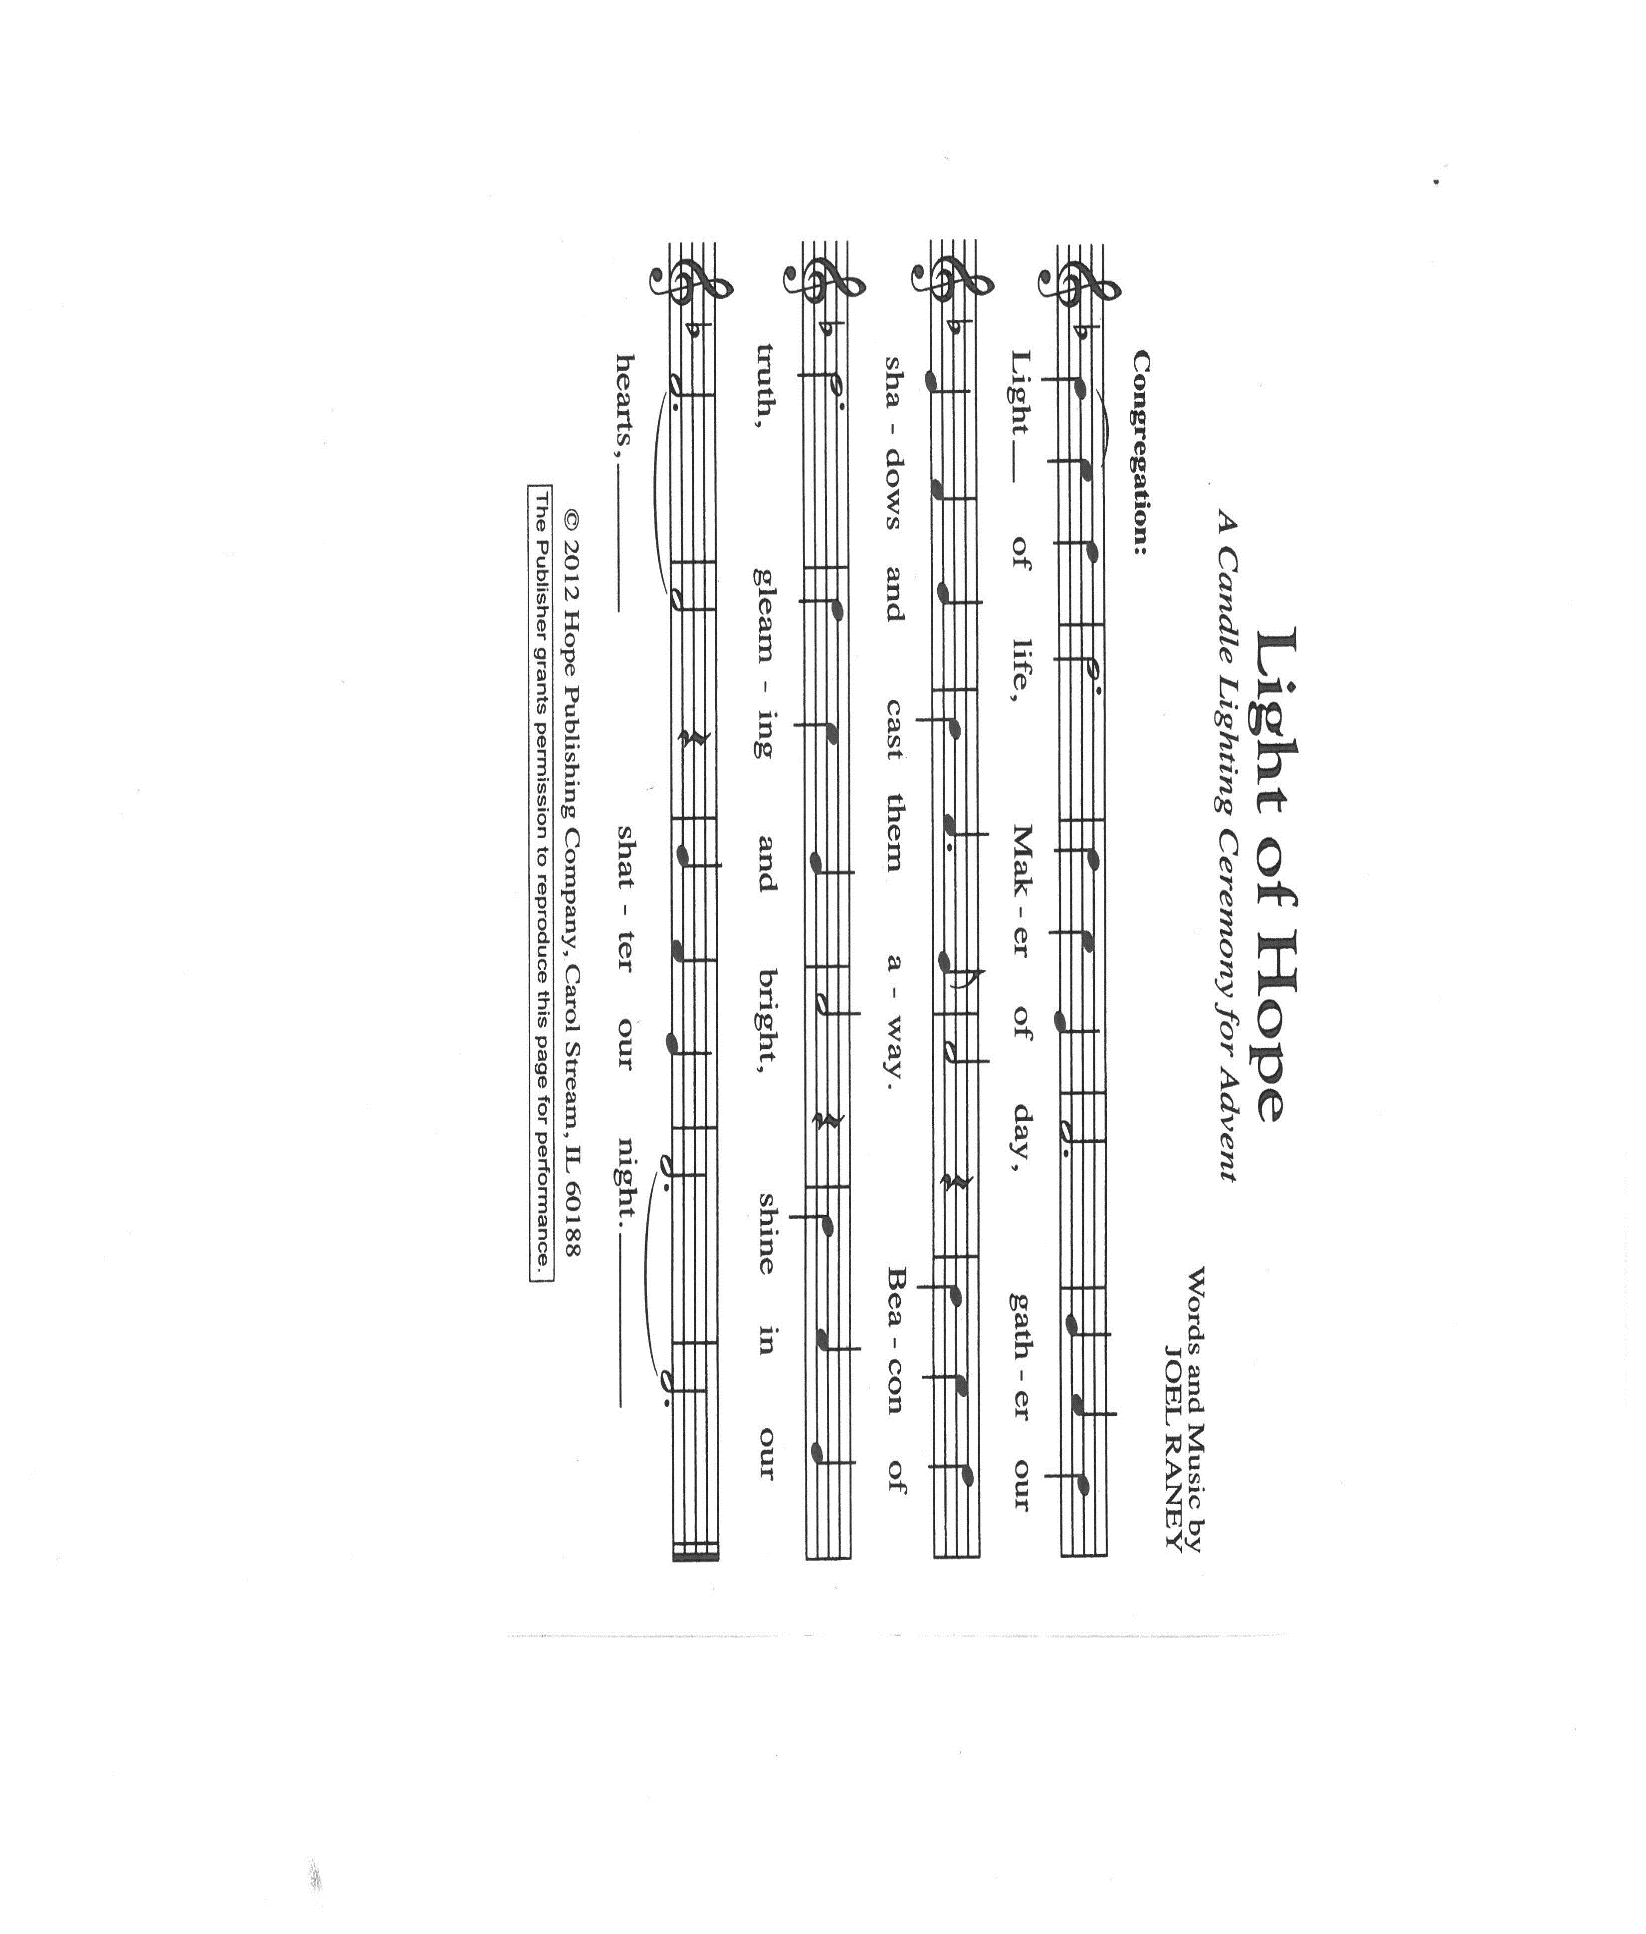 Light of Hope
A Candle Lighting Ceremony for Advent
Words and Music by
JOEL RANEY
Congregation:
Light___ of life, Mak - er of day, gath - er our
sha - dows and cast them a - way. Bea - con of
truth, gleam - ing and bright, shine in our
hearts,___ shat - ter our night.___
© 2012 Hope Publishing Company, Carol Stream, IL 60188
The Publisher grants permission to reproduce this page for performance.